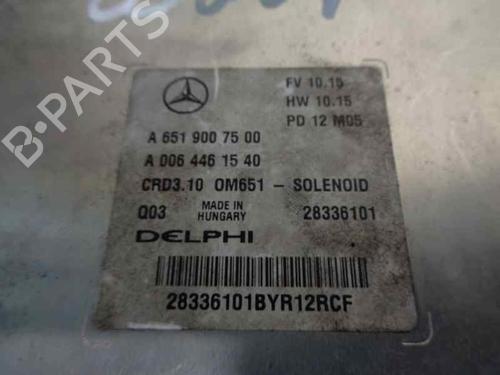 FV 10.15
HW 10.15
PD 12 M05
A 651 900 75 00
A 006 446 15 40
CRD3.10 OM651 - SOLENOID
Q03 MADE IN HUNGARY 28336101
DELPHI
28336101BYR12RCF
B-PARTS